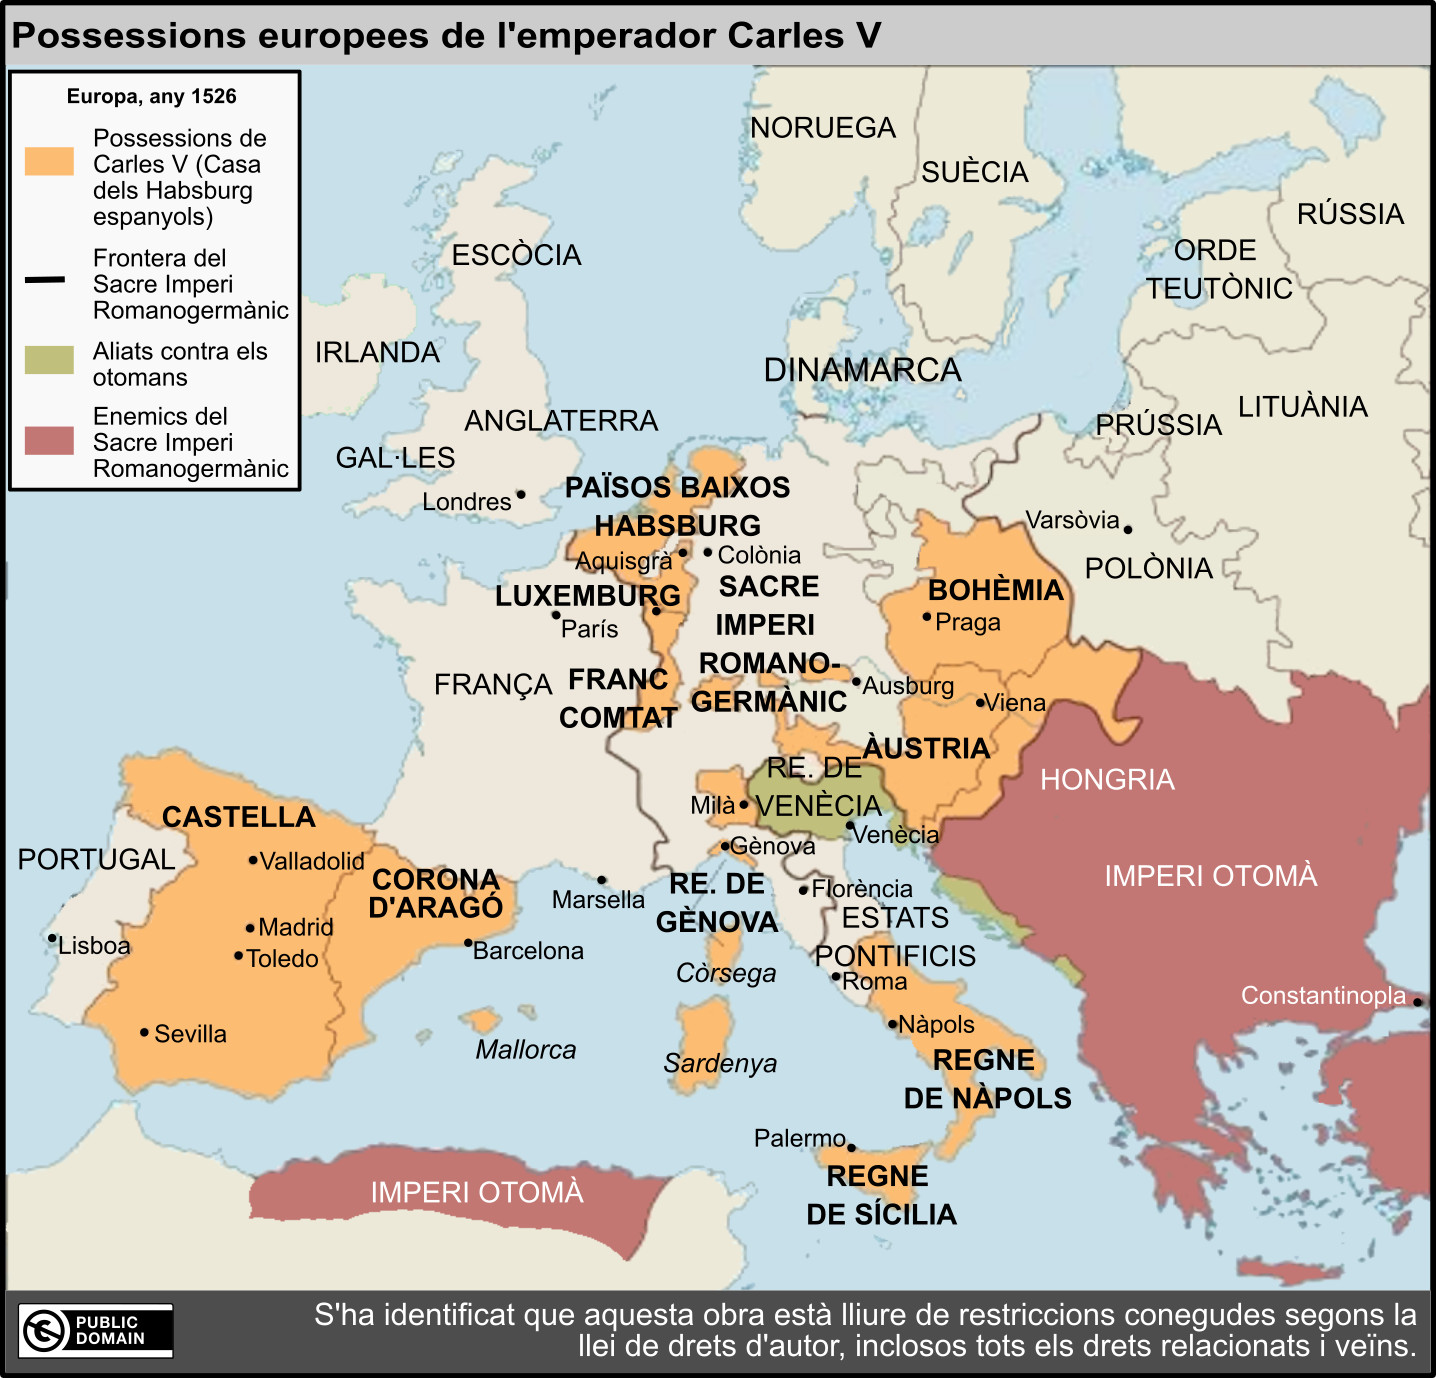 Possessions europees de l'emperador Carles V
Europa, any 1526
Possessions de
Carles V (Casa
dels Habsburg
espanyols)
Frontera del
Sacre Imperi
Romanogermànic
Aliats contra els
otomans
Enemics del
Sacre Imperi
Romanogermànic
NORUEGA
SUÈCIA
RÚSSIA
ORDE
TEUTÒNIC
ESCÒCIA
IRLANDA
DINAMARCA
ANGLATERRA
PRÚSSIA
LITUÀNIA
GAL·LES
Londres
PAÏSOS BAIXOS
HABSBURG
Aquisgrà
Colònia
Varsòvia
POLÒNIA
LUXEMBURG
París
SACRE
IMPERI
ROMANO-
GERMÀNIC
BOHÈMIA
Praga
FRANÇA
FRANC
COMTAT
Ausburg
Viena
ÀUSTRIA
RE. DE
VENÈCIA
Venècia
HONGRIA
Milà
Gènova
CASTELLA
PORTUGAL
Valladolid
CORONA
D'ARAGÓ
Marsella
RE. DE
GÈNOVA
Florència
ESTATS
PONTIFICIS
IMPERI OTOMÀ
Madrid
Toledo
Lisboa
Barcelona
Còrsega
Roma
Constantinopla
Sevilla
Mallorca
Sardenya
Nàpols
REGNE
DE NÀPOLS
Palermo
REGNE
DE SÍCILIA
IMPERI OTOMÀ
PUBLIC
DOMAIN
S'ha identificat que aquesta obra està lliure de restriccions conegudes segons la
llei de drets d'autor, inclosos tots els drets relacionats i veïns.